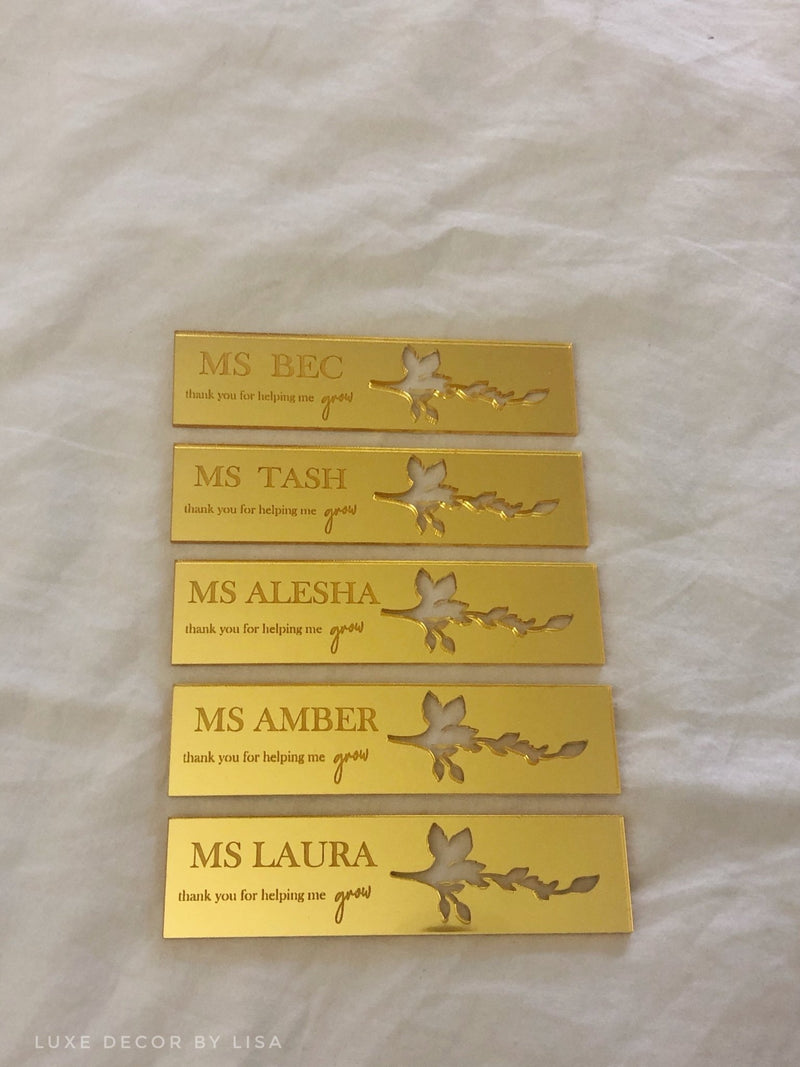 MS BEC
thank you for helping me grow
MS TASH
thank you for helping me grow
MS ALESHA
thank you for helping me grow
MS AMBER
thank you for helping me grow
MS LAURA
thank you for helping me grow
LUXE DECOR BY LISA